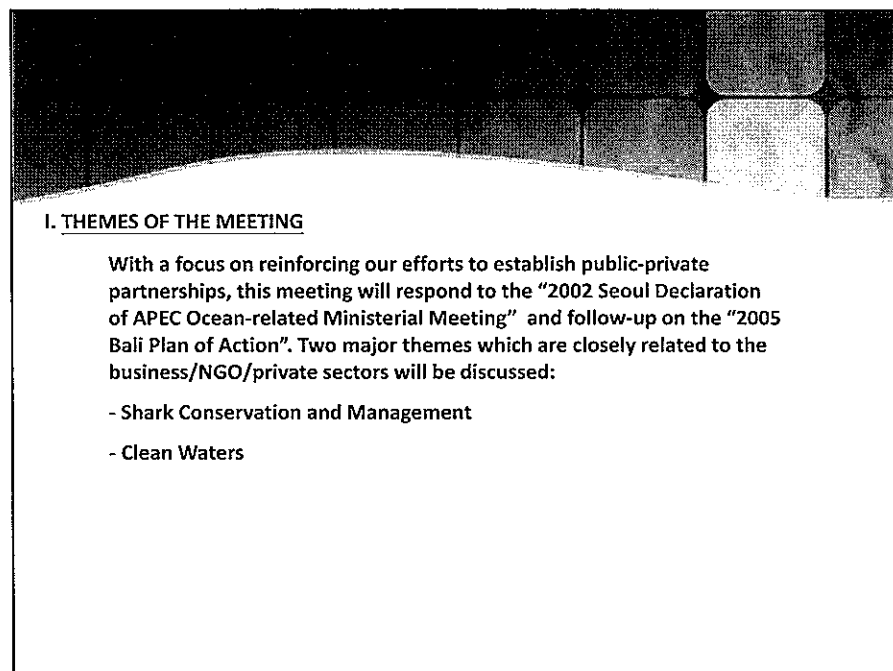 I. THEMES OF THE MEETING
With a focus on reinforcing our efforts to establish public-private
partnerships, this meeting will respond to the “2002 Seoul Declaration
of APEC Ocean-related Ministerial Meeting” and follow-up on the “2005
Bali Plan of Action”. Two major themes which are closely related to the
business/NGO/private sectors will be discussed:
- Shark Conservation and Management
- Clean Waters